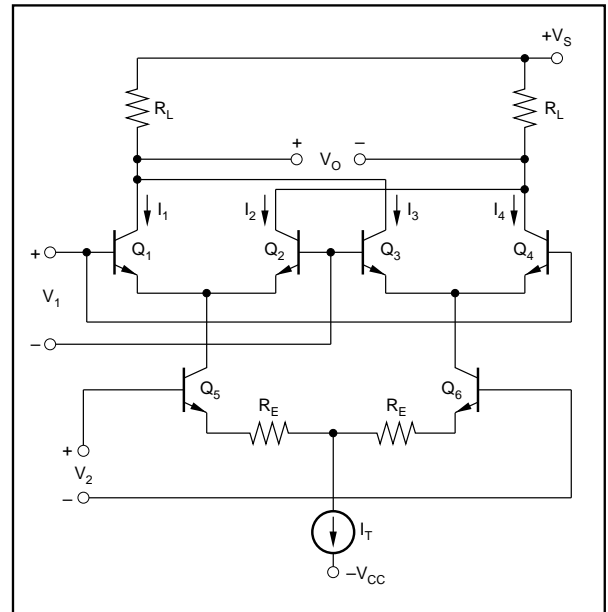 +V_S
R_L R_L
+ V_O –
I_1 I_2 I_3 I_4
+ Q_1 Q_2 Q_3 Q_4
V_1
–
Q_5 Q_6
R_E R_E
+
V_2
–
I_T
–V_CC